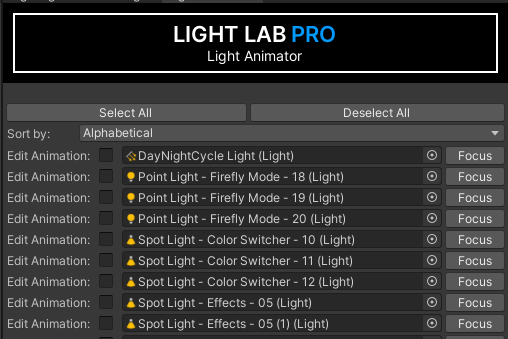 LIGHT LAB PRO
Light Animator
Select All Deselect All
Sort by: Alphabetical
Edit Animation: DayNightCycle Light (Light) Focus
Edit Animation: Point Light - Firefly Mode - 18 (Light) Focus
Edit Animation: Point Light - Firefly Mode - 19 (Light) Focus
Edit Animation: Point Light - Firefly Mode - 20 (Light) Focus
Edit Animation: Spot Light - Color Switcher - 10 (Light) Focus
Edit Animation: Spot Light - Color Switcher - 11 (Light) Focus
Edit Animation: Spot Light - Color Switcher - 12 (Light) Focus
Edit Animation: Spot Light - Effects - 05 (Light) Focus
Edit Animation: Spot Light - Effects - 05 (1) (Light) Focus